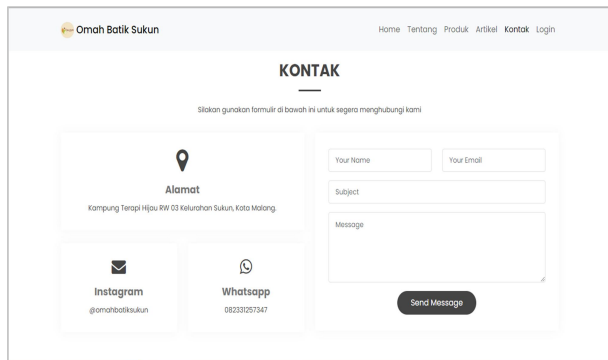 Omah Batik Sukun
Home Tentang Produk Artikel Kontak Login
KONTAK
Silakan gunakan formulir di bawah ini untuk segera menghubungi kami
Alamat
Kampung Terapi Hijau RW 03 Kelurahan Sukun, Kota Malang.
Instagram
@omahbatiksukun
Whatsapp
082331257347
Your Name
Your Email
Subject
Message
Send Message